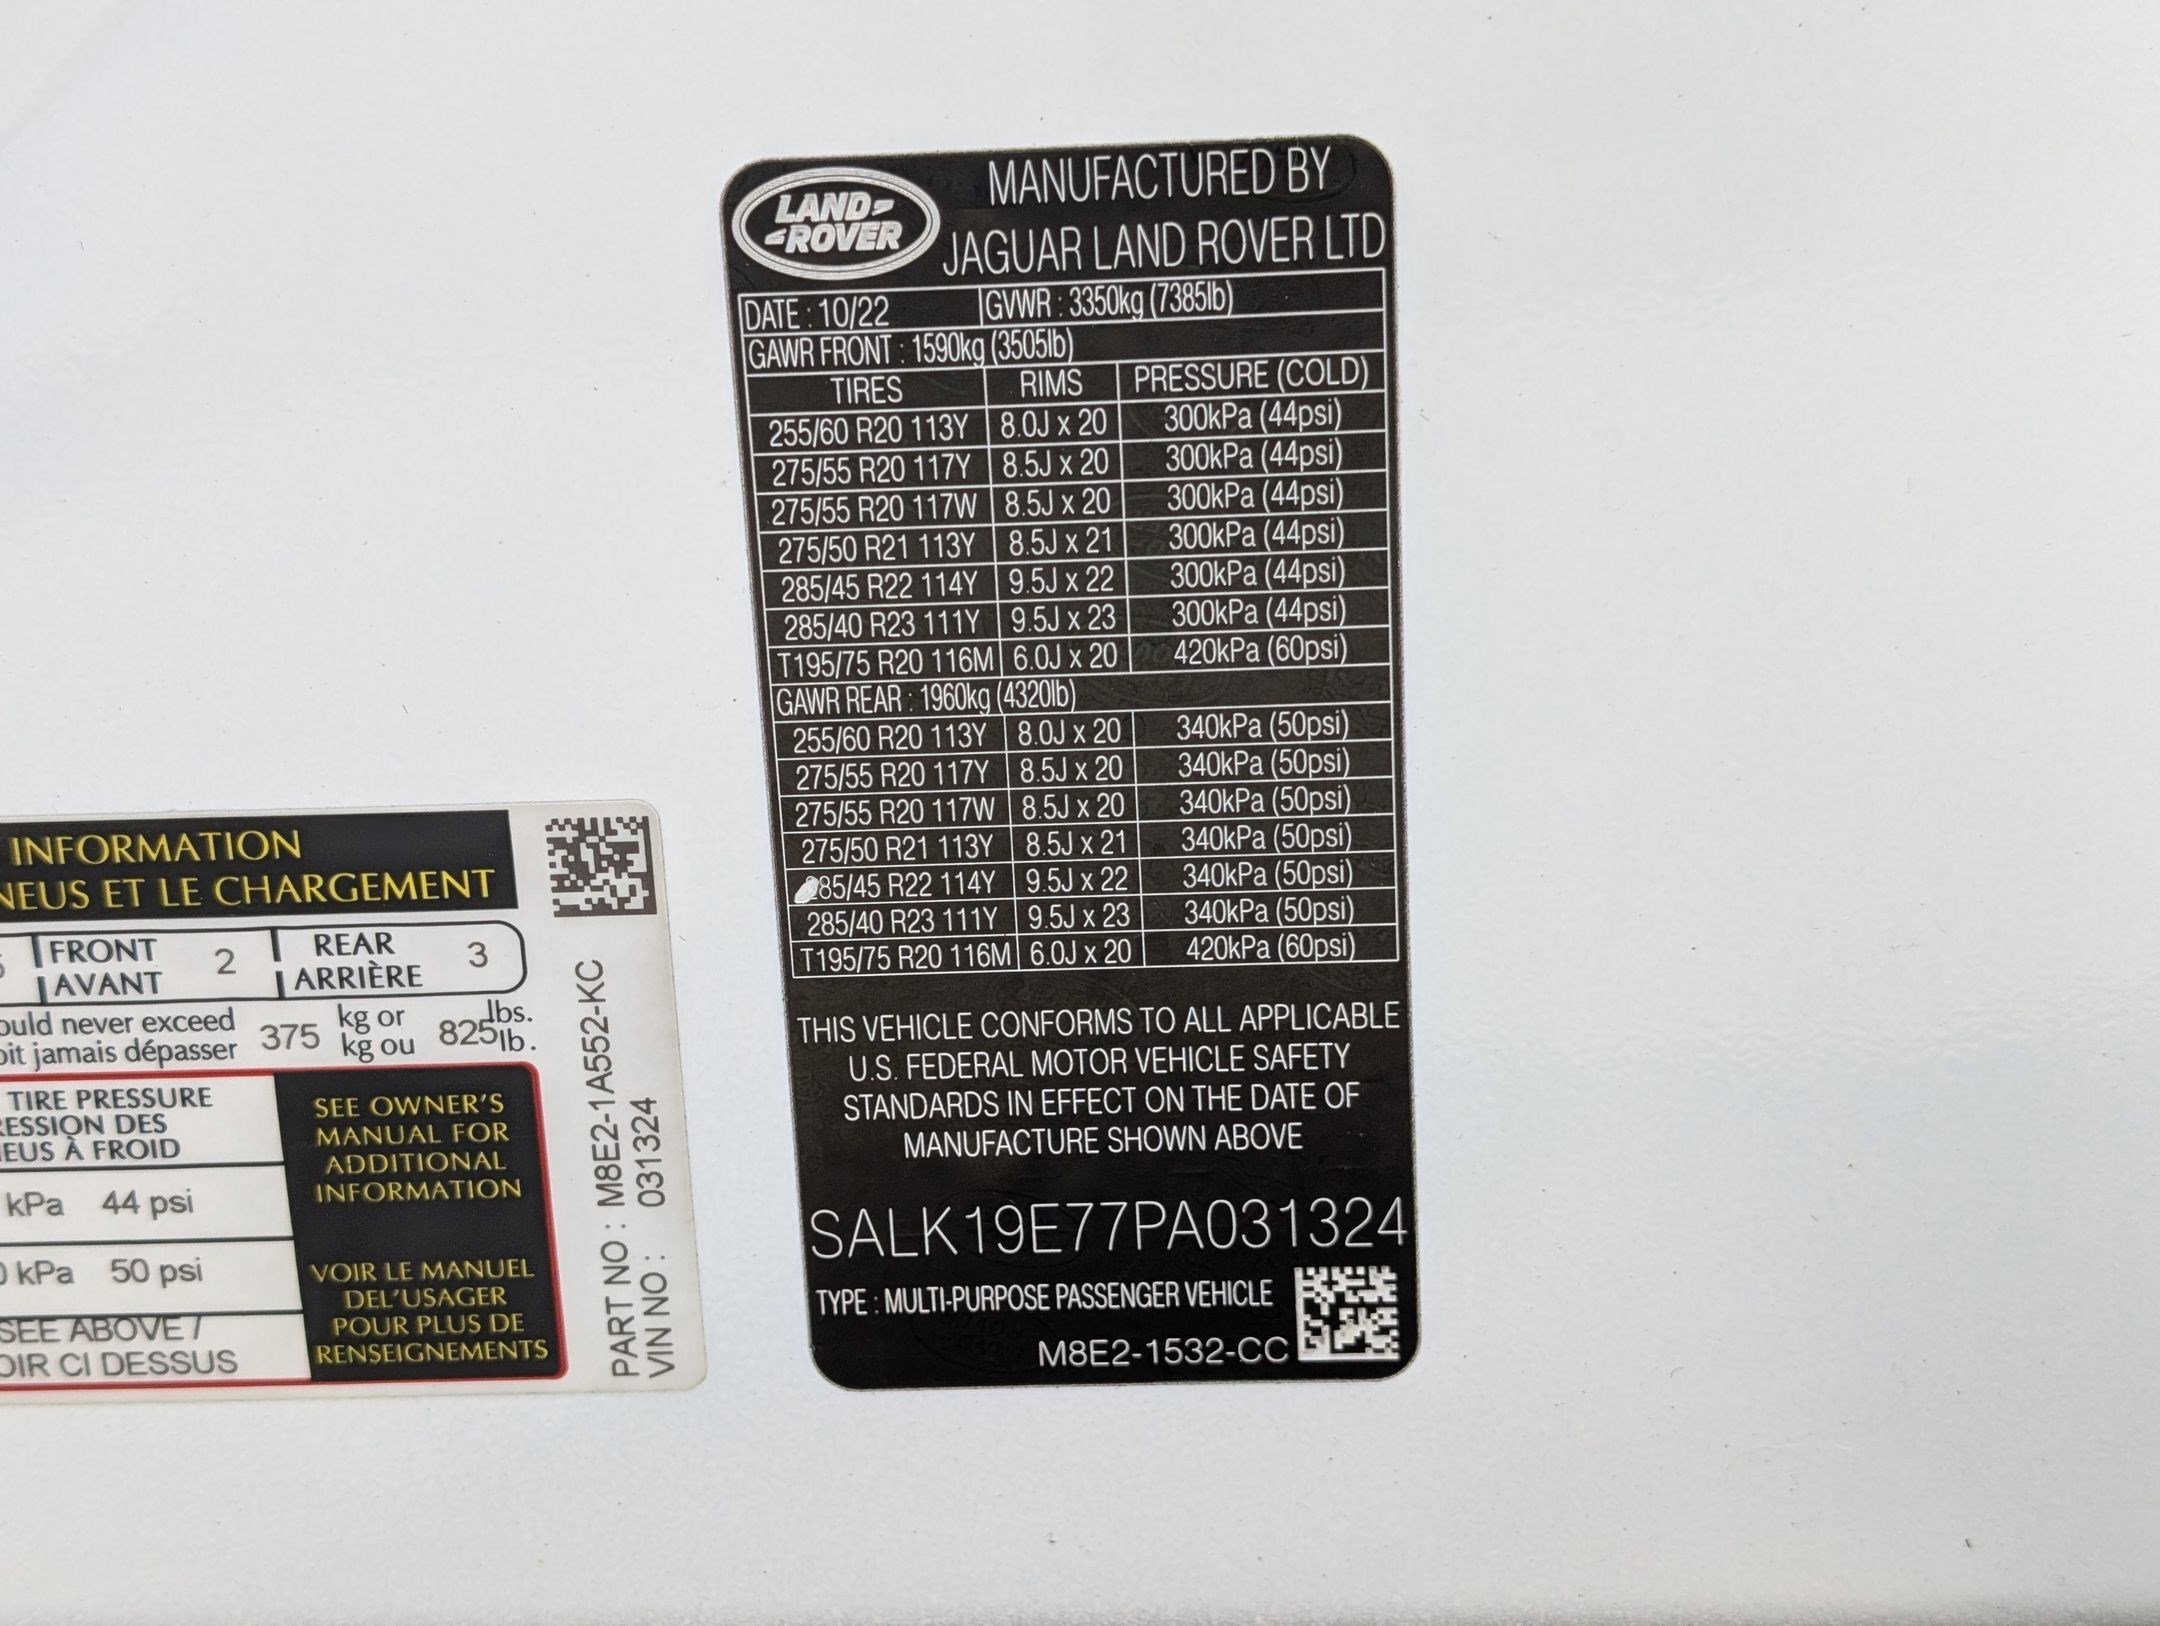 LAND-
-ROVER
MANUFACTURED BY
JAGUAR LAND ROVER LTD
DATE : 10/22 GVWR : 3350kg (7385lb)
GAWR FRONT : 1590kg (3505lb)
TIRES RIMS PRESSURE (COLD)
255/60 R20 113Y 8.0J x 20 300kPa (44psi)
275/55 R20 117Y 8.5J x 20 300kPa (44psi)
275/55 R20 117W 8.5J x 20 300kPa (44psi)
275/50 R21 113Y 8.5J x 21 300kPa (44psi)
285/45 R22 114Y 9.5J x 22 300kPa (44psi)
285/40 R23 111Y 9.5J x 23 300kPa (44psi)
T195/75 R20 116M 6.0J x 20 420kPa (60psi)
GAWR REAR : 1960kg (4320lb)
255/60 R20 113Y 8.0J x 20 340kPa (50psi)
275/55 R20 117Y 8.5J x 20 340kPa (50psi)
275/55 R20 117W 8.5J x 20 340kPa (50psi)
275/50 R21 113Y 8.5J x 21 340kPa (50psi)
85/45 R22 114Y 9.5J x 22 340kPa (50psi)
285/40 R23 111Y 9.5J x 23 340kPa (50psi)
T195/75 R20 116M 6.0J x 20 420kPa (60psi)
THIS VEHICLE CONFORMS TO ALL APPLICABLE
U.S. FEDERAL MOTOR VEHICLE SAFETY
STANDARDS IN EFFECT ON THE DATE OF
MANUFACTURE SHOWN ABOVE
SALK19E77PA031324
TYPE : MULTI-PURPOSE PASSENGER VEHICLE
M8E2-1532-CC
INFORMATION
NEUS ET LE CHARGEMENT
FRONT 2 REAR 3
AVANT ARRIÈRE
ould never exceed 375 kg or 825 lbs.
oit jamais dépasser kg ou lb.
TIRE PRESSURE
RESSION DES
NEUS À FROID
kPa 44 psi
0 kPa 50 psi
SEE ABOVE /
OIR CI DESSUS
SEE OWNER'S
MANUAL FOR
ADDITIONAL
INFORMATION
VOIR LE MANUEL
DEL'USAGER
POUR PLUS DE
RENSEIGNEMENTS
PART NO : M8E2-1A552-KC
VIN NO : 031324